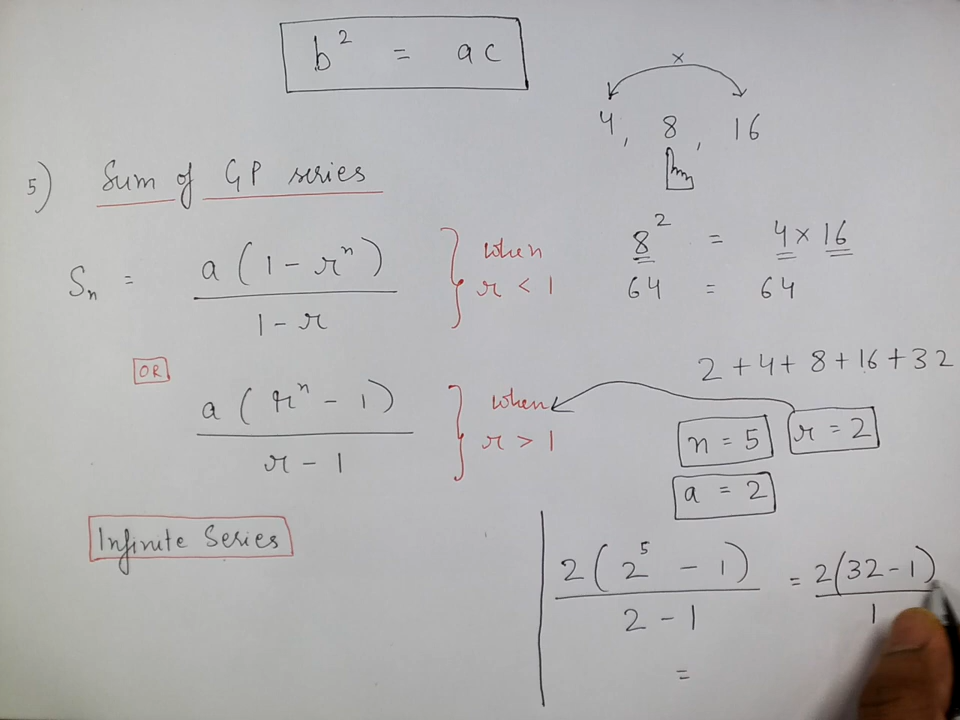 b² = ac
4, 8, 16
×
5) Sum of GP series
Sₙ = a(1 - rⁿ) / 1 - r } when r < 1
OR
a(rⁿ - 1) / r - 1 } when r > 1
8² = 4 × 16
64 = 64
2 + 4 + 8 + 16 + 32
n = 5 r = 2
a = 2
Infinite Series
2(2⁵ - 1) / 2 - 1 = 2(32 - 1) / 1
=